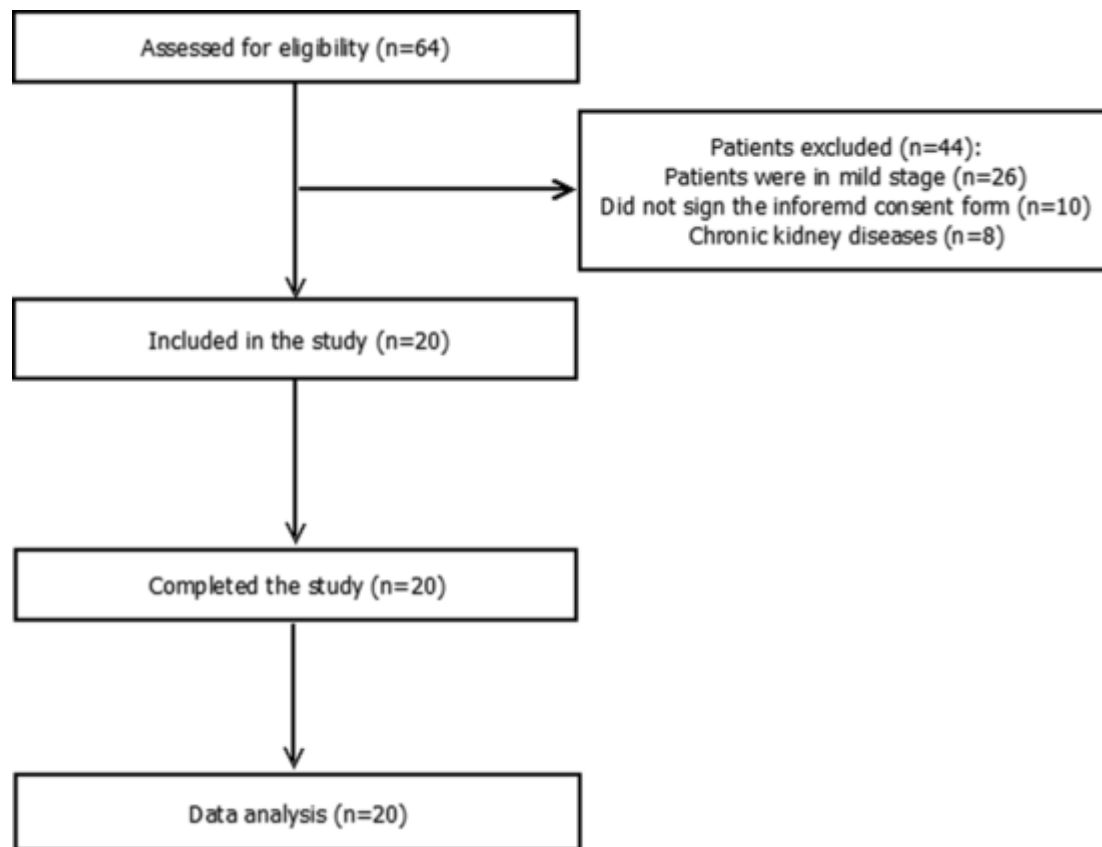 Assessed for eligibility (n=64)
Patients excluded (n=44):
Patients were in mild stage (n=26)
Did not sign the inforemd consent form (n=10)
Chronic kidney diseases (n=8)
Included in the study (n=20)
Completed the study (n=20)
Data analysis (n=20)